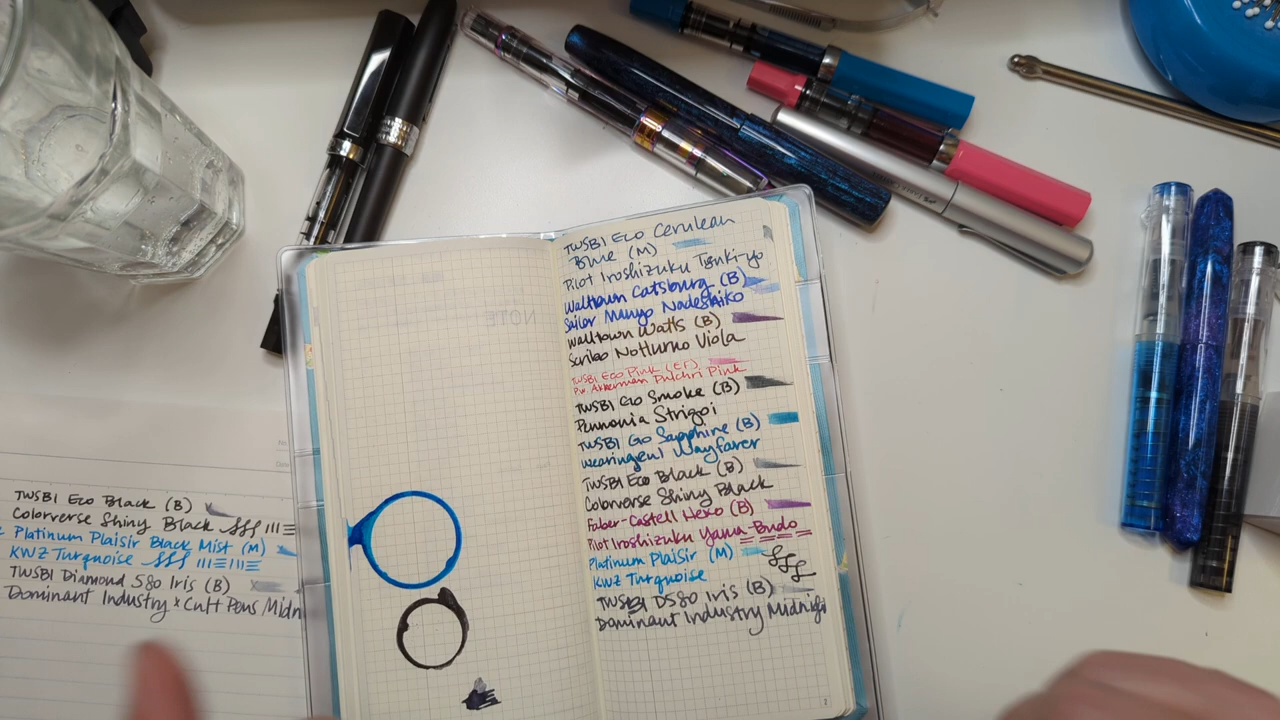 TWSBI Eco Black (B)
Colorverse Shiny Black
Platinum Plaisir Black Mist (M)
KWZ Turquoise
TWSBI Diamond 580 Iris (B)
Dominant Industry x Cult Pens Midn
NOTE
TWSBI Eco Cerulean
Blue (M)
Pilot Iroshizuku Tsuki-yo
Walltown Catsburg (B)
Sailor Manyo Nadeshiko
Walltown Watts (B)
Scribo Notturno Viola
TWSBI Eco Pink (EF)
PW Akkerman Pulchri Pink
TWSBI Go Smoke (B)
Pennonia Strigoi
TWSBI Go Sapphire (B)
Wearingeul Wayfarer
TWSBI Eco Black (B)
Colorverse Shiny Black
Faber-Castell Hexo (B)
Pilot Iroshizuku Yama-Budo
Platinum Plaisir (M)
KWZ Turquoise
TWSBI D580 Iris (B)
Dominant Industry Midnigh